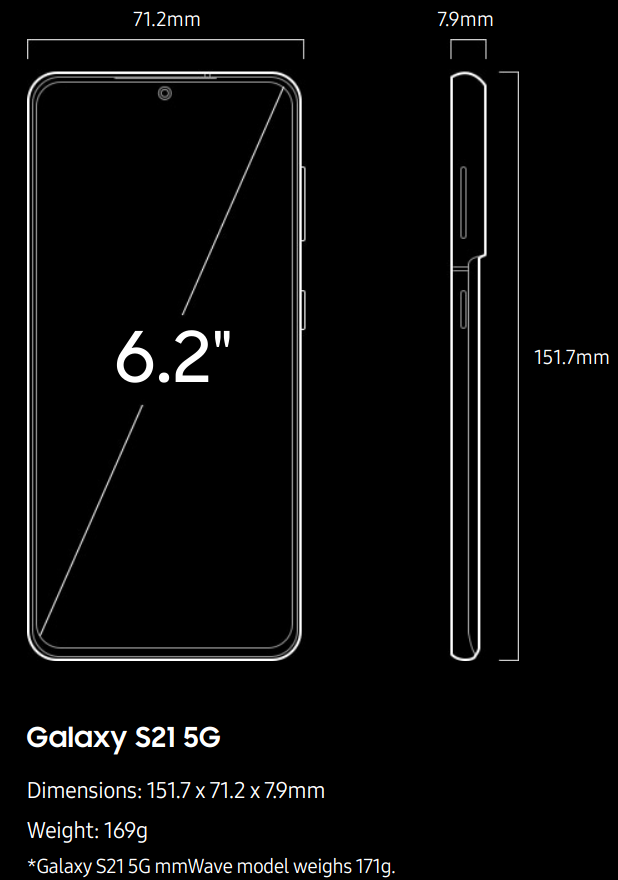 71.2mm
7.9mm
6.2"
151.7mm
Galaxy S21 5G
Dimensions: 151.7 x 71.2 x 7.9mm
Weight: 169g
*Galaxy S21 5G mmWave model weighs 171g.